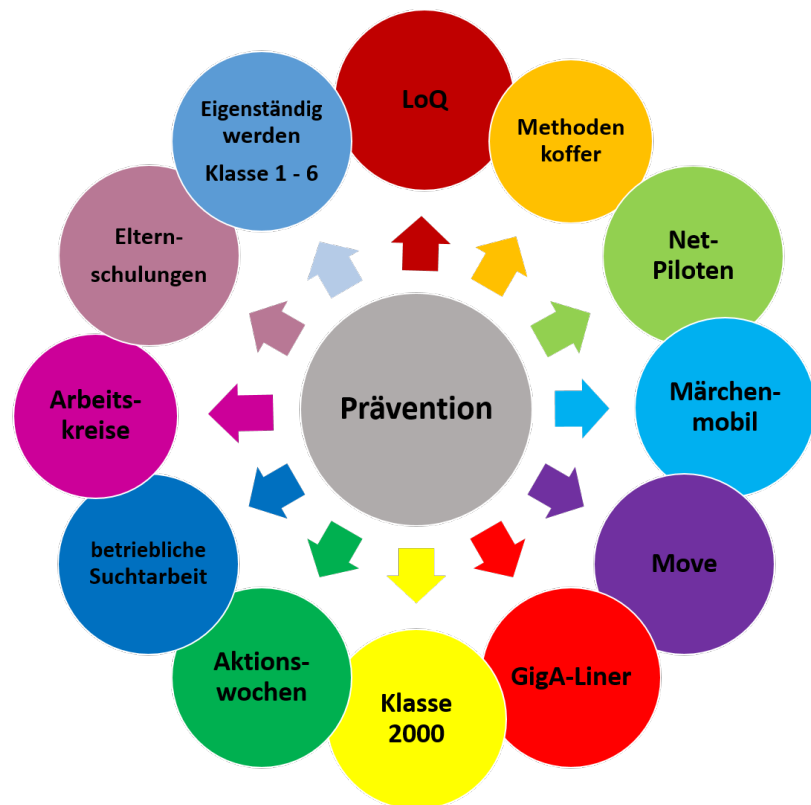 LoQ
Methoden
koffer
Net-
Piloten
Märchen-
mobil
Move
GigA-Liner
Klasse
2000
Aktions-
wochen
betriebliche
Suchtarbeit
Arbeits-
kreise
Eltern-
schulungen
Eigenständig
werden
Klasse 1 - 6
Prävention